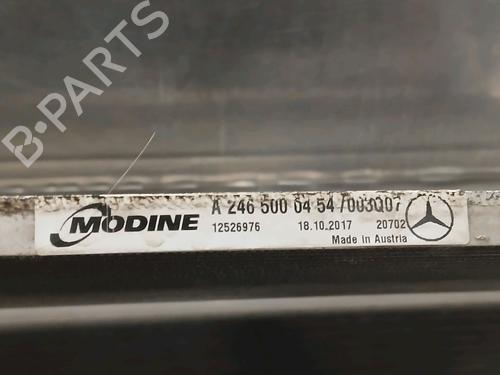 B-PARTS
MODINE
A 246 500 04 54 /003Q07
12526976 18.10.2017 20702
Made in Austria